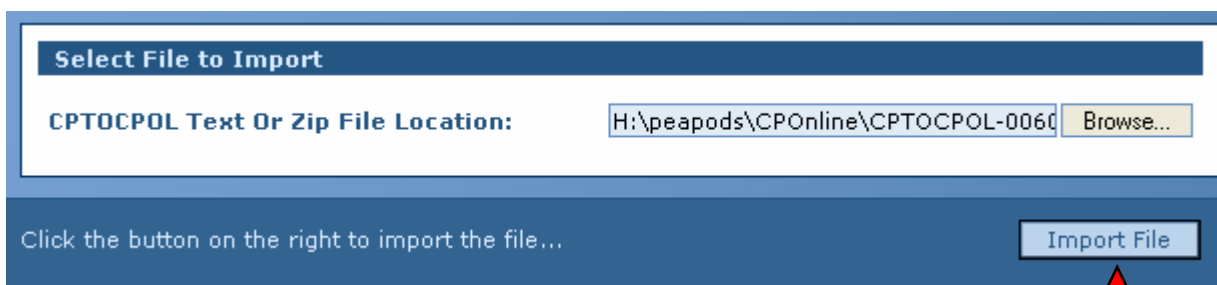 Select File to Import
CPTOCPOL Text Or Zip File Location: H:\peapods\CPOnline\CPTOCPOL-0060 Browse...
Click the button on the right to import the file... Import File